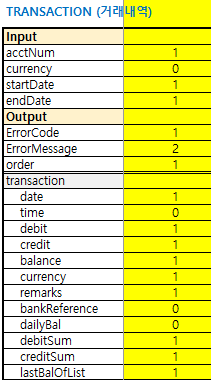 TRANSACTION (거래내역)
Input
acctNum 1
currency 0
startDate 1
endDate 1
Output
ErrorCode 1
ErrorMessage 2
order 1
transaction
date 1
time 0
debit 1
credit 1
balance 1
currency 1
remarks 1
bankReference 0
dailyBal 0
debitSum 1
creditSum 1
lastBalOfList 1